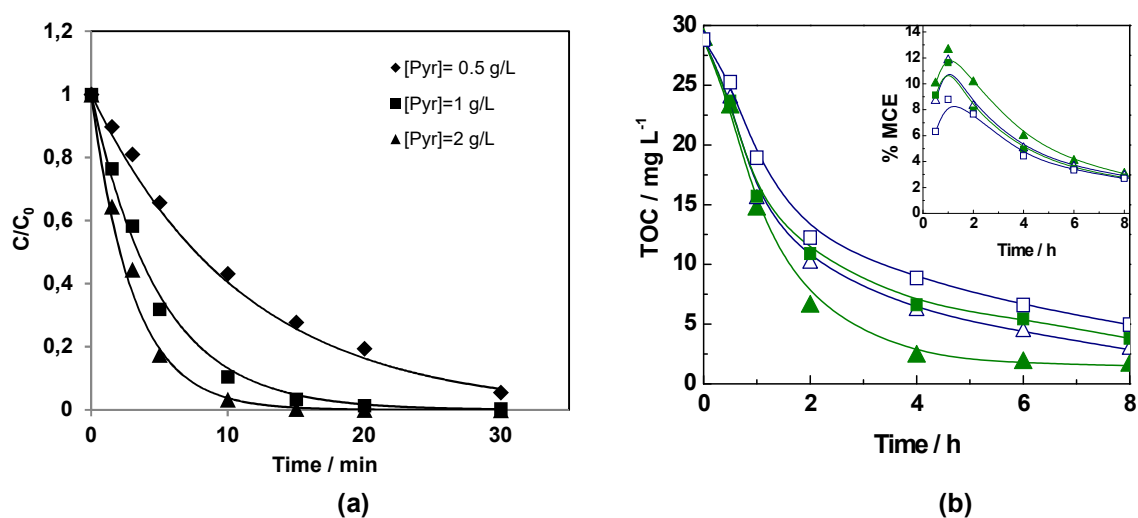 1,2
1
0,8
0,6
0,4
0,2
0
C/C0
[Pyr]= 0.5 g/L
[Pyr]=1 g/L
[Pyr]=2 g/L
0 10 20 30
Time / min
(a)
30
25
20
15
10
5
0
TOC / mg L-1
0 2 4 6 8
Time / h
14
12
10
8
6
4
2
0
% MCE
0 2 4 6 8
Time / h
(b)